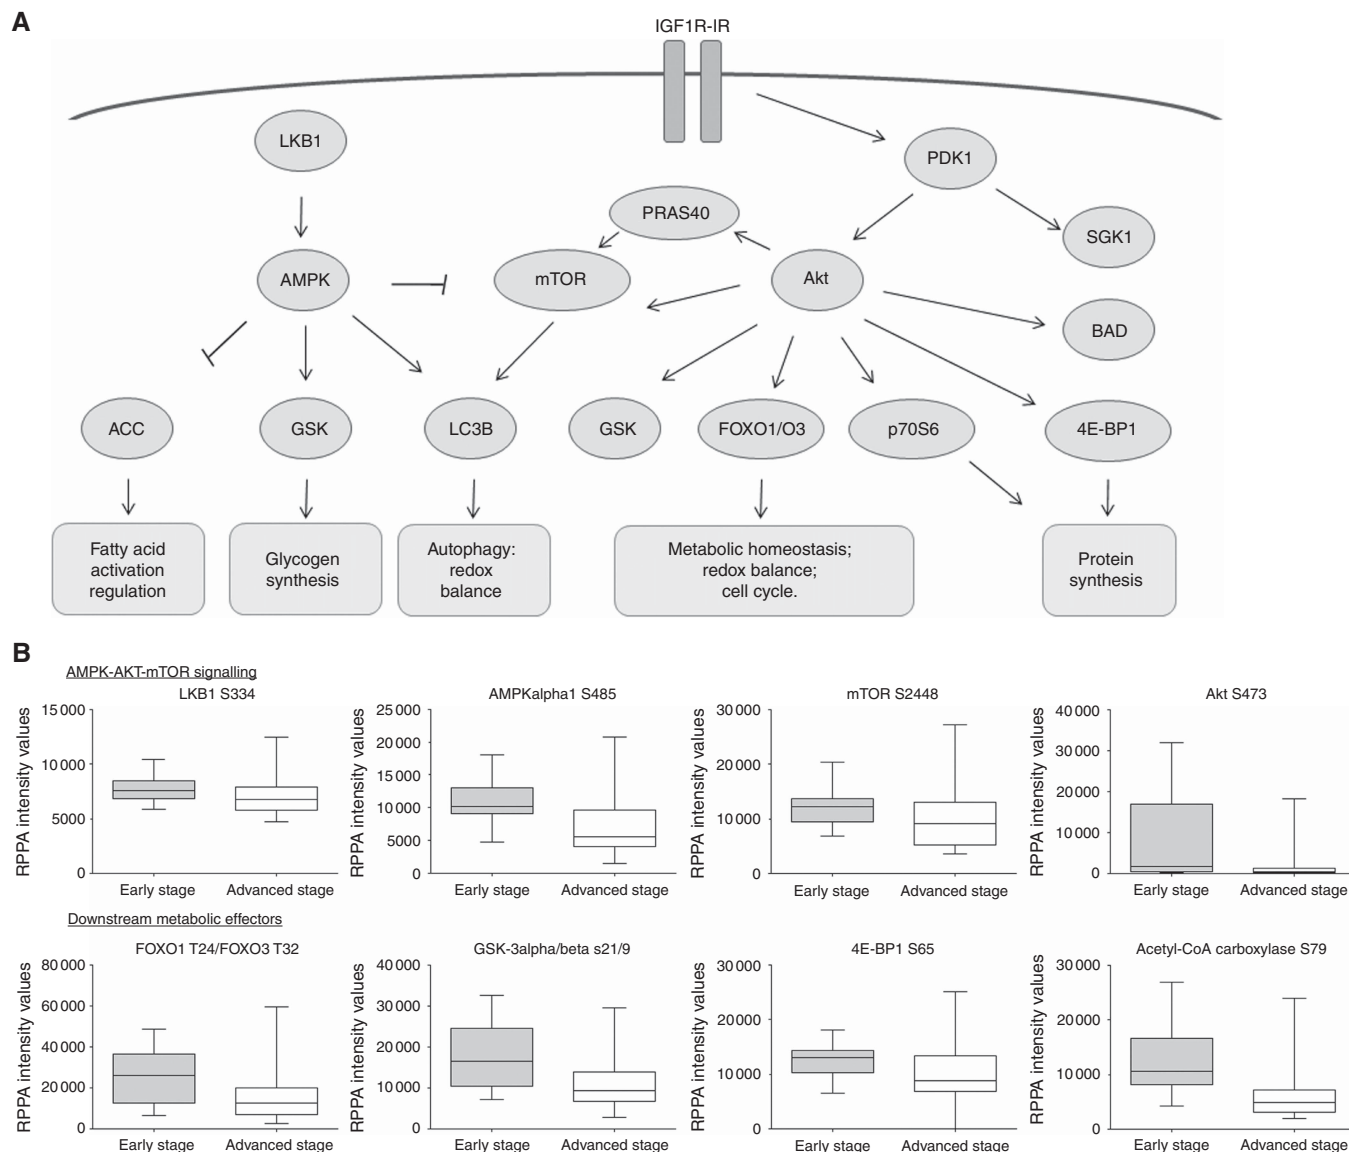 A
IGF1R-IR
LKB1
PDK1
PRAS40
SGK1
AMPK
mTOR
Akt
BAD
ACC
GSK
LC3B
GSK
FOXO1/O3
p70S6
4E-BP1
Fatty acid
activation
regulation
Glycogen
synthesis
Autophagy:
redox
balance
Metabolic homeostasis;
redox balance;
cell cycle.
Protein
synthesis
B
AMPK-AKT-mTOR signalling
LKB1 S334
RPPA intensity values
15 000
10 000
5000
0
Early stage
Advanced stage
AMPKalpha1 S485
RPPA intensity values
25 000
20 000
15 000
10 000
5000
0
Early stage
Advanced stage
mTOR S2448
RPPA intensity values
30 000
20 000
10 000
0
Early stage
Advanced stage
Akt S473
RPPA intensity values
40 000
30 000
20 000
10 000
0
Early stage
Advanced stage
Downstream metabolic effectors
FOXO1 T24/FOXO3 T32
RPPA intensity values
80 000
60 000
40 000
20 000
0
Early stage
Advanced stage
GSK-3alpha/beta s21/9
RPPA intensity values
40 000
30 000
20 000
10 000
0
Early stage
Advanced stage
4E-BP1 S65
RPPA intensity values
30 000
20 000
10 000
0
Early stage
Advanced stage
Acetyl-CoA carboxylase S79
RPPA intensity values
30 000
20 000
10 000
0
Early stage
Advanced stage